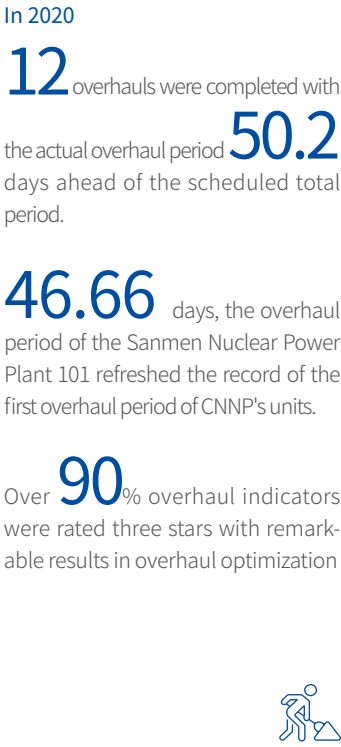 In 2020
12 overhauls were completed with
the actual overhaul period 50.2
days ahead of the scheduled total
period.
46.66 days, the overhaul
period of the Sanmen Nuclear Power
Plant 101 refreshed the record of the
first overhaul period of CNNP's units.
Over 90% overhaul indicators
were rated three stars with remark-
able results in overhaul optimization